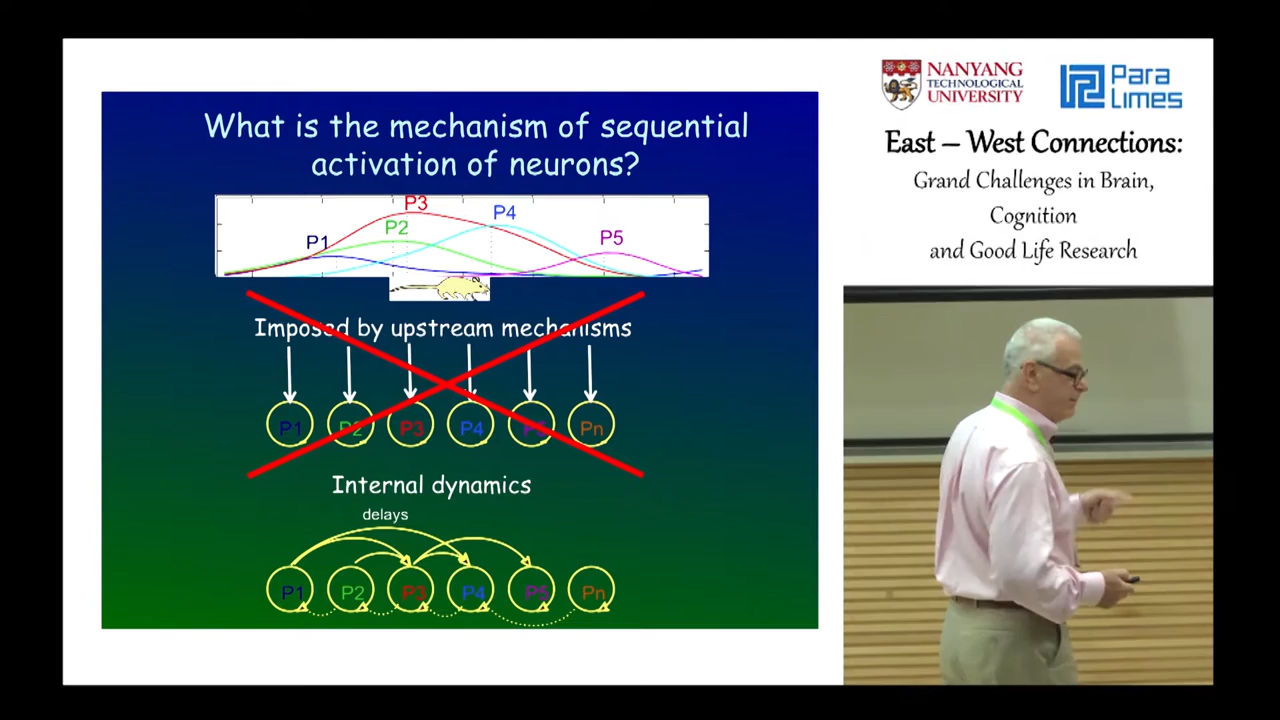 What is the mechanism of sequential
activation of neurons?
P1
P2
P3
P4
P5
Imposed by upstream mechanisms
P1 P2 P3 P4 P5 Pn
Internal dynamics
delays
P1 P2 P3 P4 P5 Pn
NANYANG
TECHNOLOGICAL
UNIVERSITY
Para
Limes
East – West Connections:
Grand Challenges in Brain,
Cognition
and Good Life Research